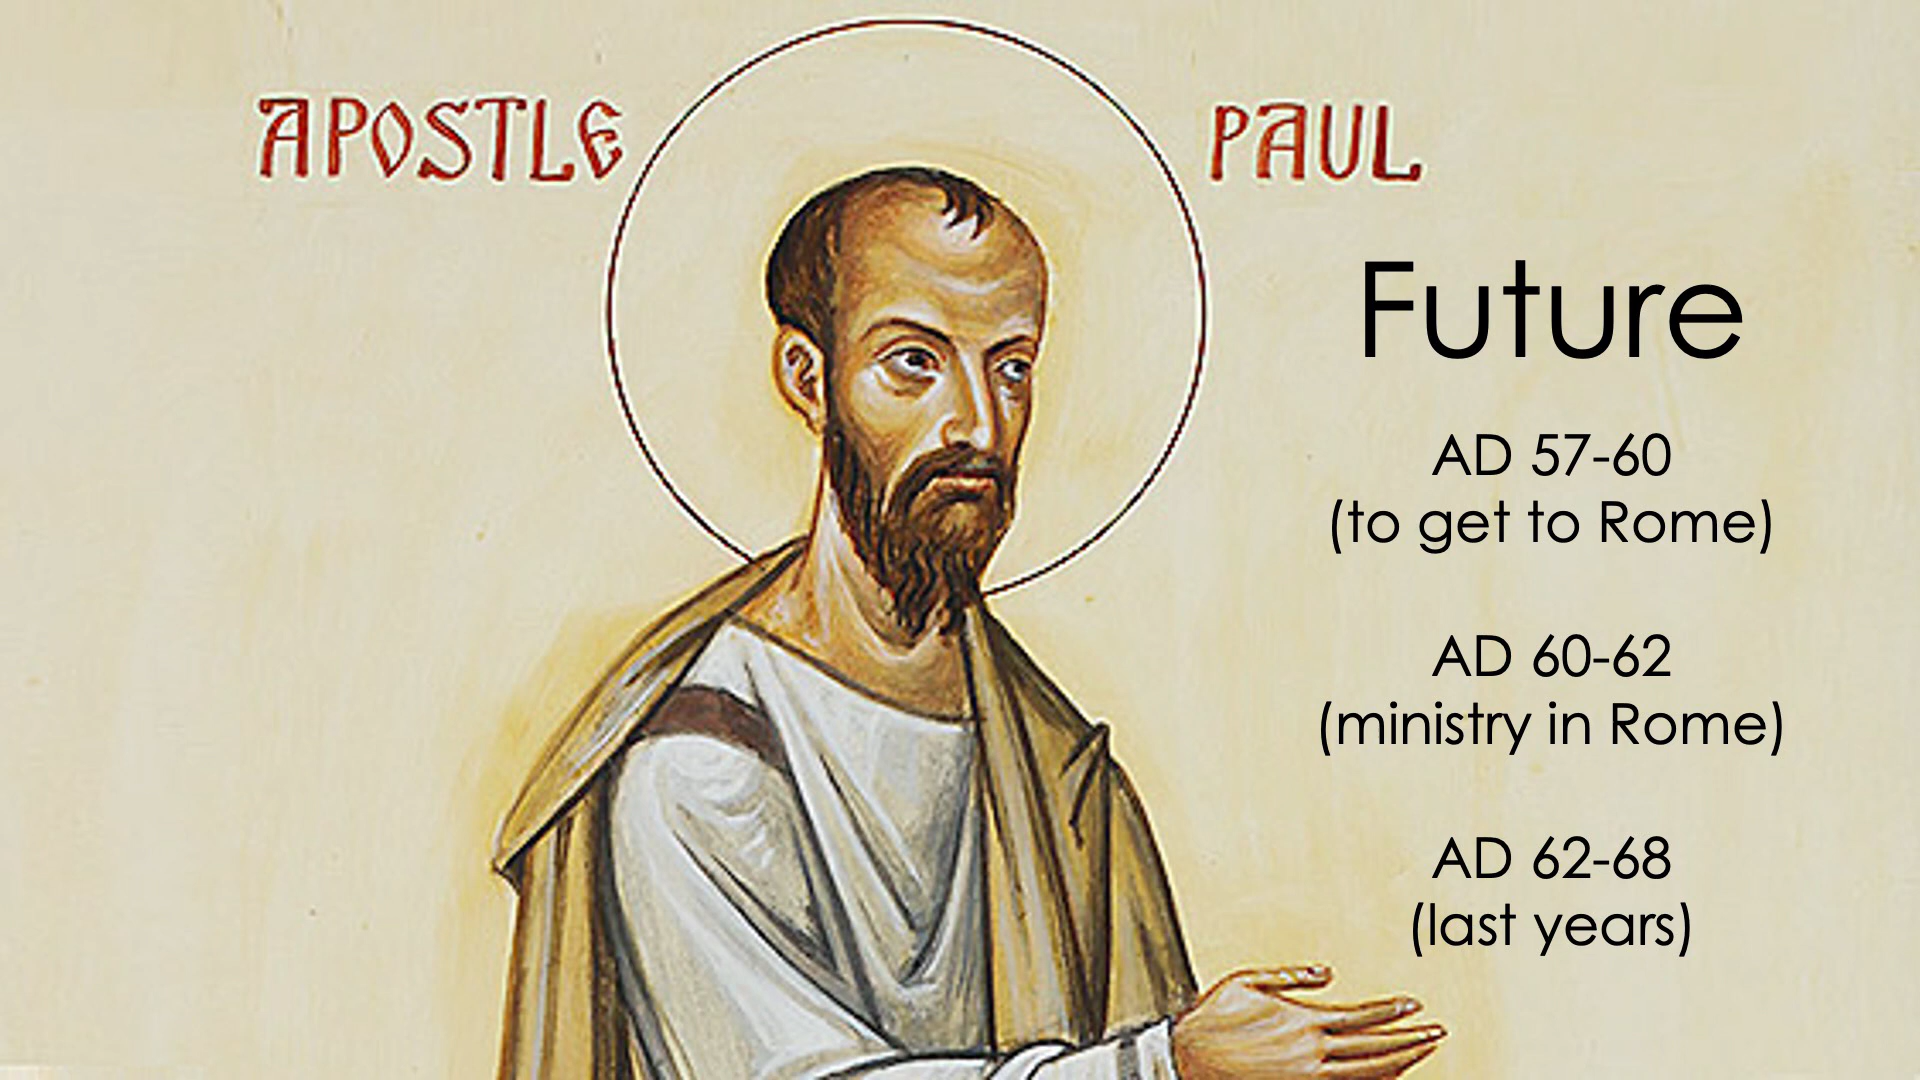 APOSTLE PAUL
Future
AD 57-60
(to get to Rome)
AD 60-62
(ministry in Rome)
AD 62-68
(last years)